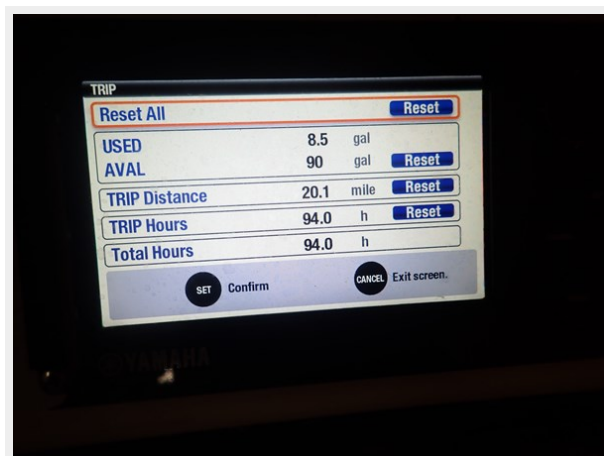 TRIP
Reset All Reset
USED 8.5 gal
AVAL 90 gal Reset
TRIP Distance 20.1 mile Reset
TRIP Hours 94.0 h Reset
Total Hours 94.0 h
SET Confirm CANCEL Exit screen.
YAMAHA